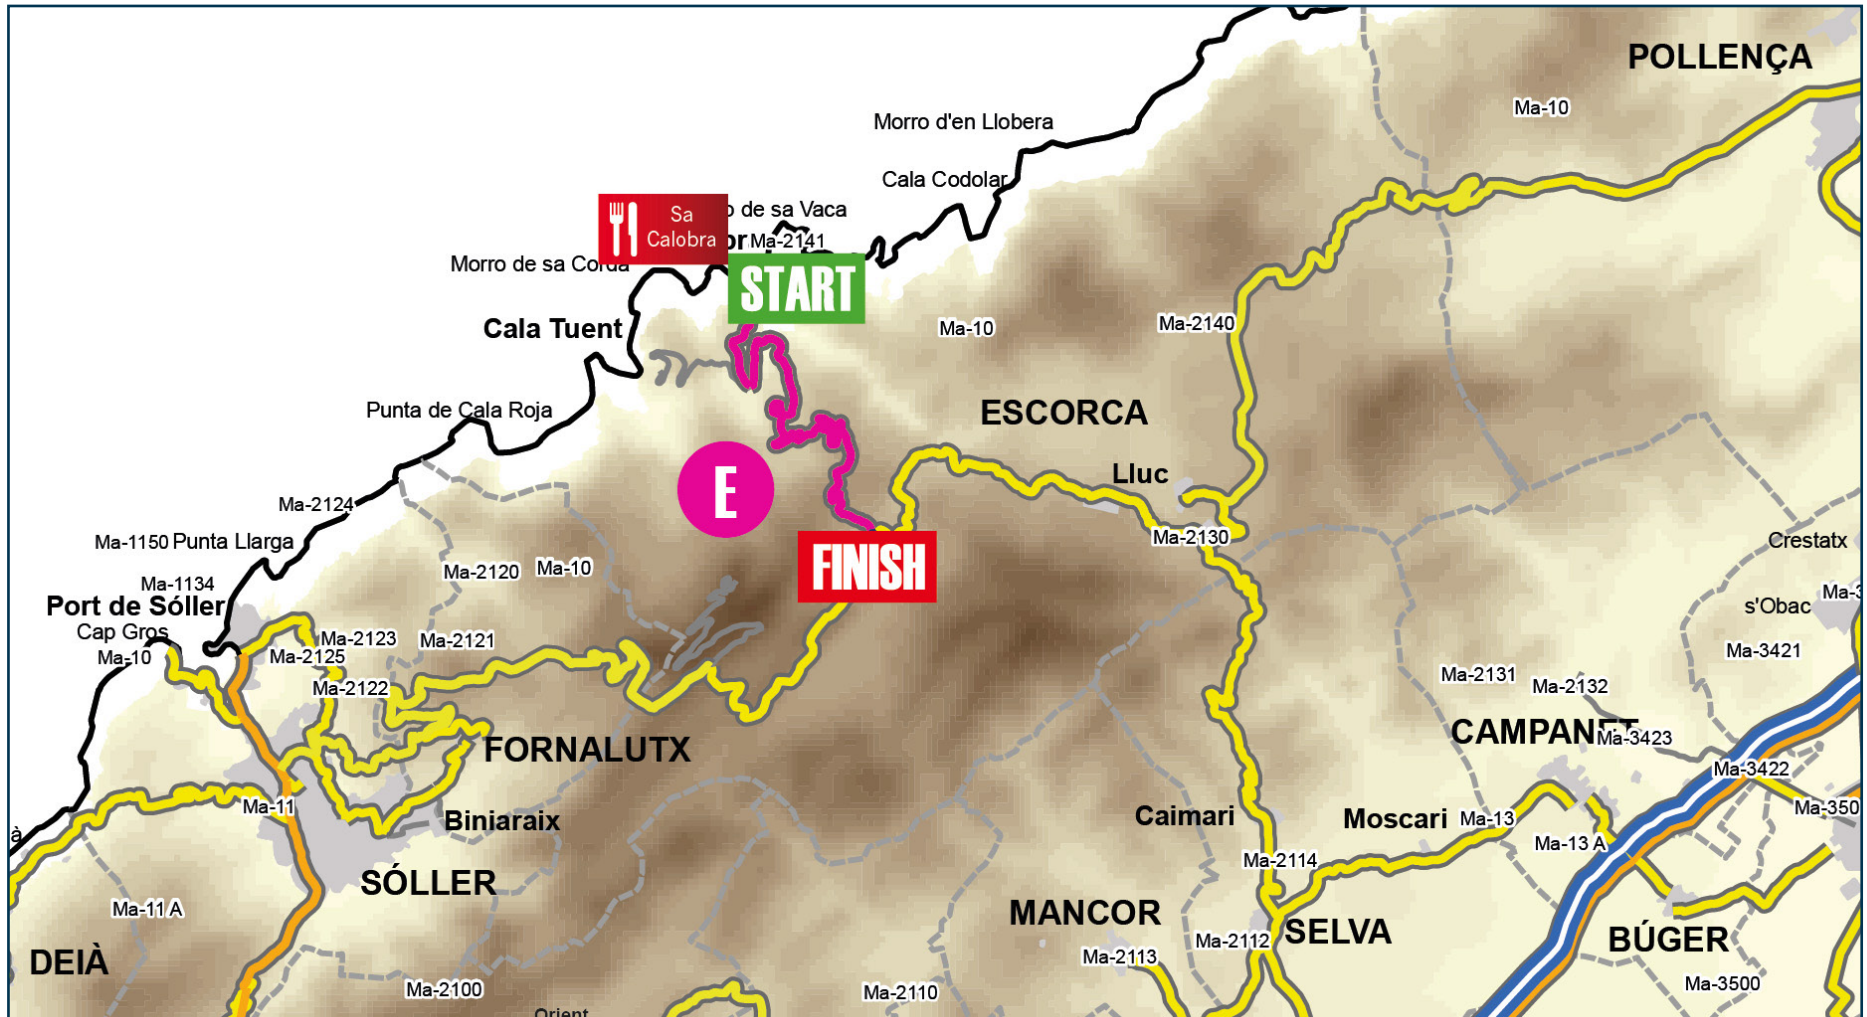 POLLENÇA
Ma-10
Morro d'en Llobera
Cala Codolar
Sa
Calobra
de sa Vaca
Ma-2141
Morro de sa Corda
START
Cala Tuent
Ma-10
Ma-2140
Punta de Cala Roja
ESCORCA
Lluc
E
Ma-2124
Ma-1150
Punta Llarga
Ma-2130
Crestatx
FINISH
Ma-2120
Ma-10
Ma-1134
Port de Sóller
Cap Gros
Ma-10
Ma-2123
Ma-2125
Ma-2121
Ma-2122
s'Obac
Ma-3421
Ma-2131
Ma-2132
CAMPANET
Ma-3423
Ma-3422
FORNALUTX
Ma-11
Biniaraix
Caimari
Moscari
Ma-13
Ma-350
Ma-13 A
Ma-2114
SÓLLER
Ma-11 A
MANCOR
SELVA
BÚGER
Ma-2112
Ma-2113
DEIÀ
Ma-2100
Ma-2110
Ma-3500
Orient